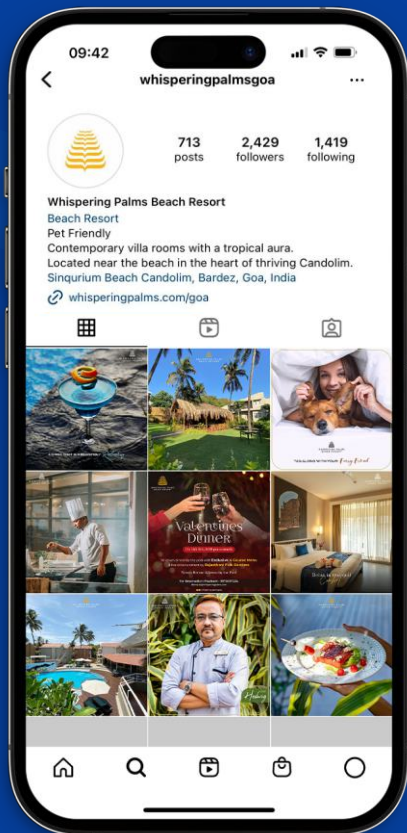 09:42
whisperingpalmsgoa
713
posts
2,429
followers
1,419
following
Whispering Palms Beach Resort
Beach Resort
Pet Friendly
Contemporary villa rooms with a tropical aura.
Located near the beach in the heart of thriving Candolim.
Sinqurium Beach Candolim, Bardez, Goa, India
whisperingpalms.com/goa
Valentines
Dinner